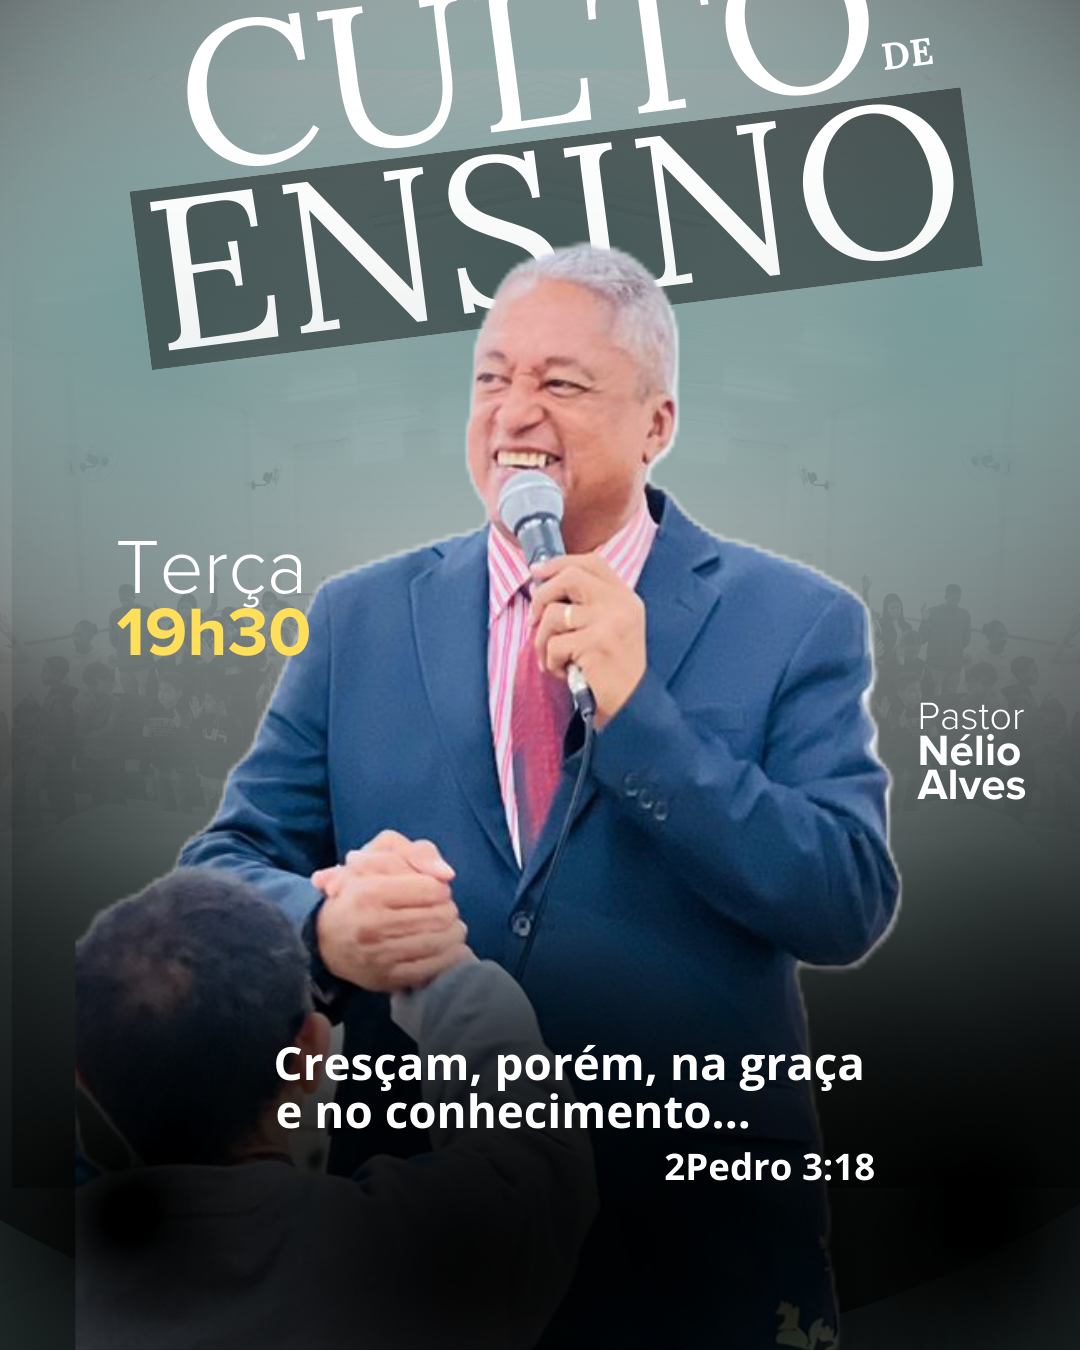 CULTO DE
ENSINO
Terça
19h30
Pastor
Nélio
Alves
Cresçam, porém, na graça
e no conhecimento...
2Pedro 3:18